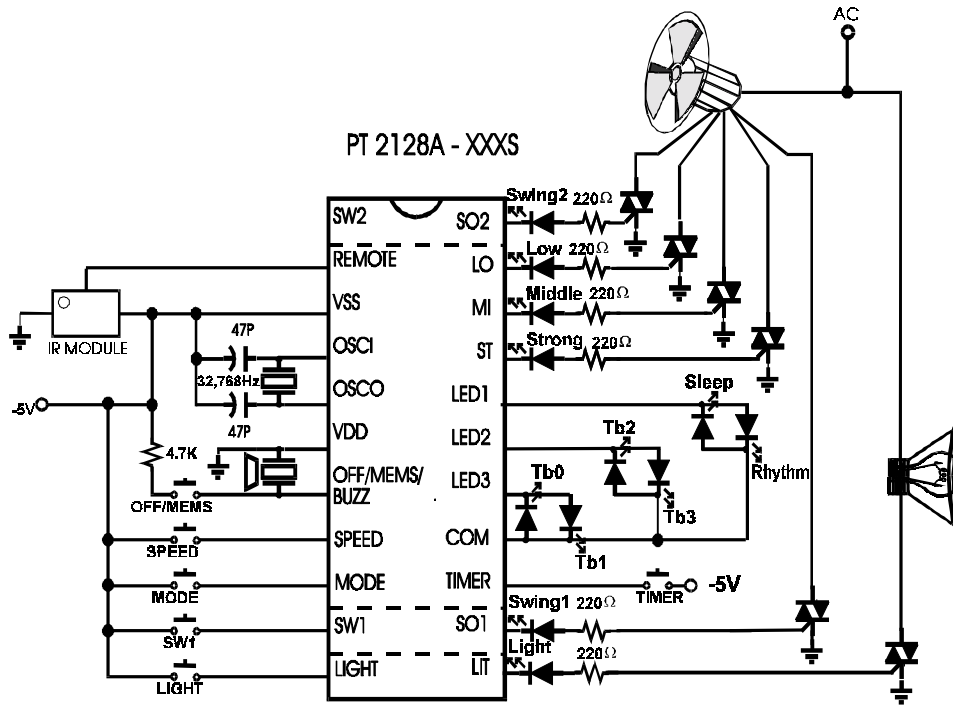 AC
PT 2128A - XXXS
SW2
REMOTE
VSS
OSCI
OSCO
VDD
OFF/MEMS/
BUZZ
SPEED
MODE
SW1
LIGHT
SO2
LO
MI
ST
LED1
LED2
LED3
COM
TIMER
SO1
LIT
IR MODULE
47P
32,768Hz
47P
-5V
4.7K
OFF/MEMS
SPEED
MODE
SW1
LIGHT
Swing2 220Ω
Low 220Ω
Middle 220Ω
Strong 220Ω
Sleep
Rhythm
Tb2
Tb3
Tb0
Tb1
TIMER
-5V
Swing1 220Ω
Light 220Ω